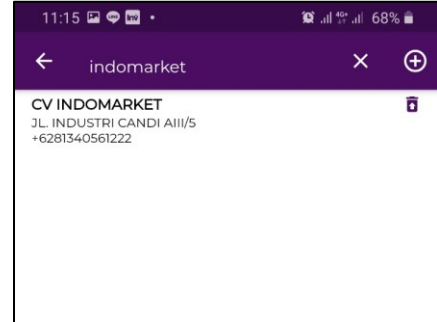 11:15 68%
indomarket
CV INDOMARKET
JL. INDUSTRI CANDI AIII/5
+6281340561222